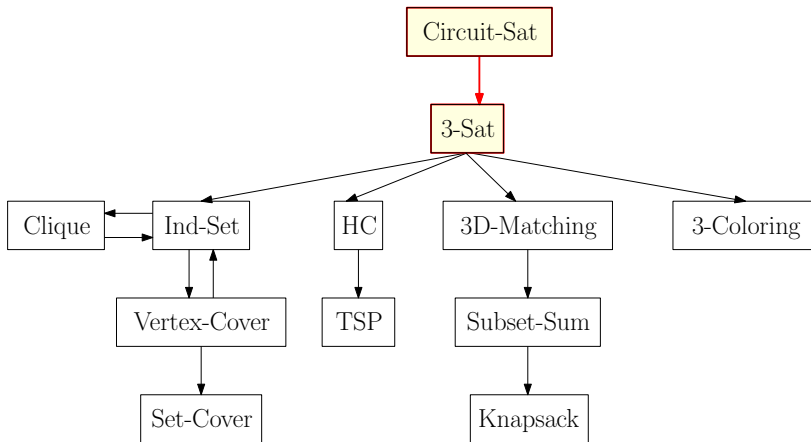 Circuit-Sat
3-Sat
Clique
Ind-Set
HC
3D-Matching
3-Coloring
Vertex-Cover
TSP
Subset-Sum
Set-Cover
Knapsack